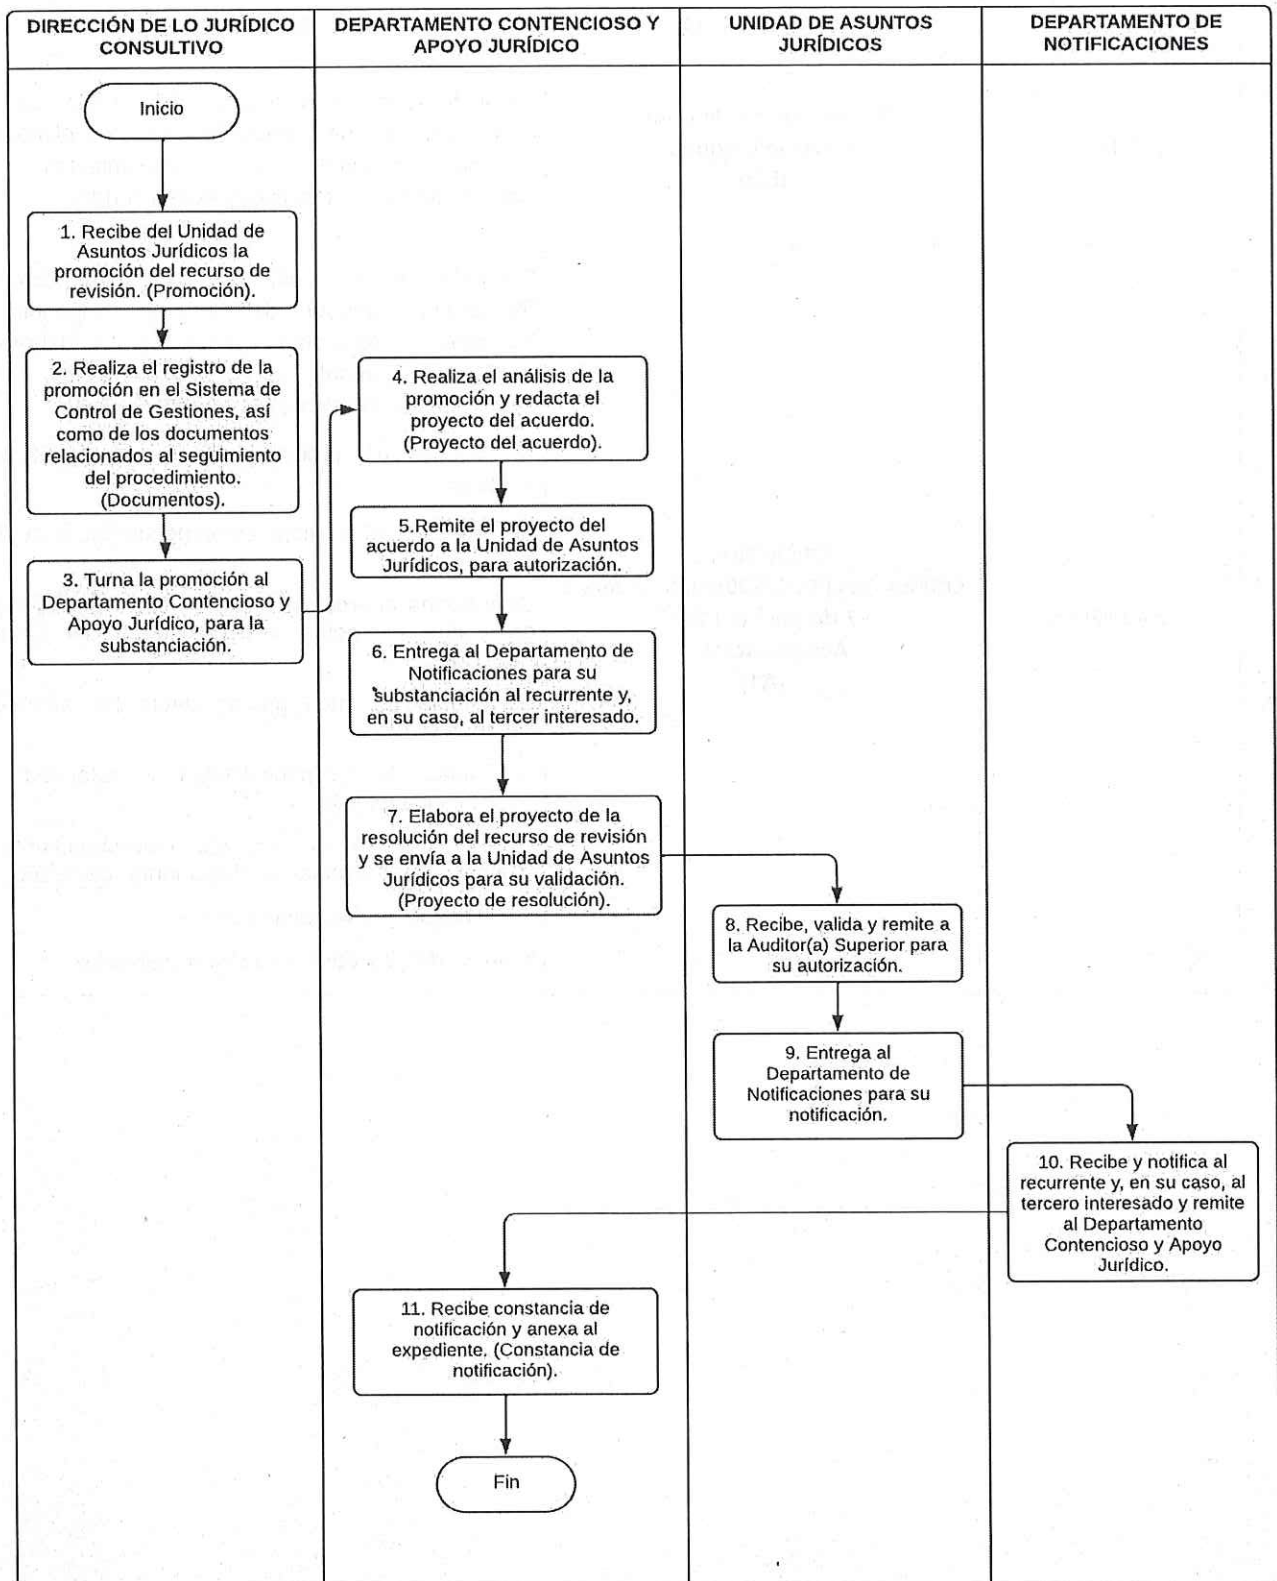 DIRECCIÓN DE LO JURÍDICO
CONSULTIVO
DEPARTAMENTO CONTENCIOSO Y
APOYO JURÍDICO
UNIDAD DE ASUNTOS
JURÍDICOS
DEPARTAMENTO DE
NOTIFICACIONES
Inicio
1. Recibe del Unidad de
Asuntos Jurídicos la
promoción del recurso de
revisión. (Promoción).
2. Realiza el registro de la
promoción en el Sistema de
Control de Gestiones, así
como de los documentos
relacionados al seguimiento
del procedimiento.
(Documentos).
3. Turna la promoción al
Departamento Contencioso y
Apoyo Jurídico, para la
substanciación.
4. Realiza el análisis de la
promoción y redacta el
proyecto del acuerdo.
(Proyecto del acuerdo).
5.Remite el proyecto del
acuerdo a la Unidad de Asuntos
Jurídicos, para autorización.
6. Entrega al Departamento de
Notificaciones para su
substanciación al recurrente y,
en su caso, al tercer interesado.
7. Elabora el proyecto de la
resolución del recurso de revisión
y se envía a la Unidad de Asuntos
Jurídicos para su validación.
(Proyecto de resolución).
8. Recibe, valida y remite a
la Auditor(a) Superior para
su autorización.
9. Entrega al
Departamento de
Notificaciones para su
notificación.
10. Recibe y notifica al
recurrente y, en su caso, al
tercero interesado y remite
al Departamento
Contencioso y Apoyo
Jurídico.
11. Recibe constancia de
notificación y anexa al
expediente. (Constancia de
notificación).
Fin